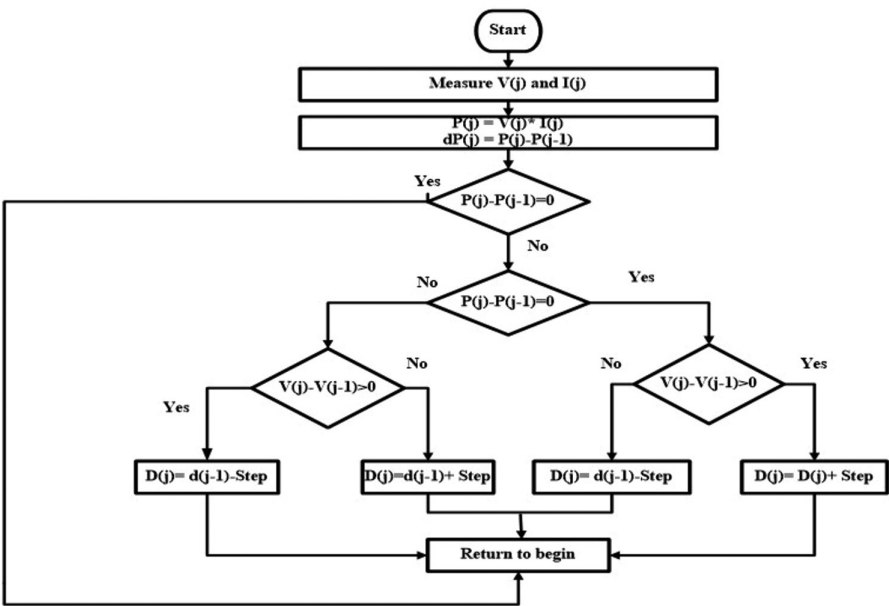 Start
Measure V(j) and I(j)
P(j) = V(j)* I(j)
dP(j) = P(j)-P(j-1)
Yes
P(j)-P(j-1)=0
No
No
P(j)-P(j-1)=0
Yes
V(j)-V(j-1)>0
No
No
V(j)-V(j-1)>0
Yes
Yes
D(j)= d(j-1)-Step
D(j)=d(j-1)+ Step
D(j)= d(j-1)-Step
D(j)= D(j)+ Step
Return to begin